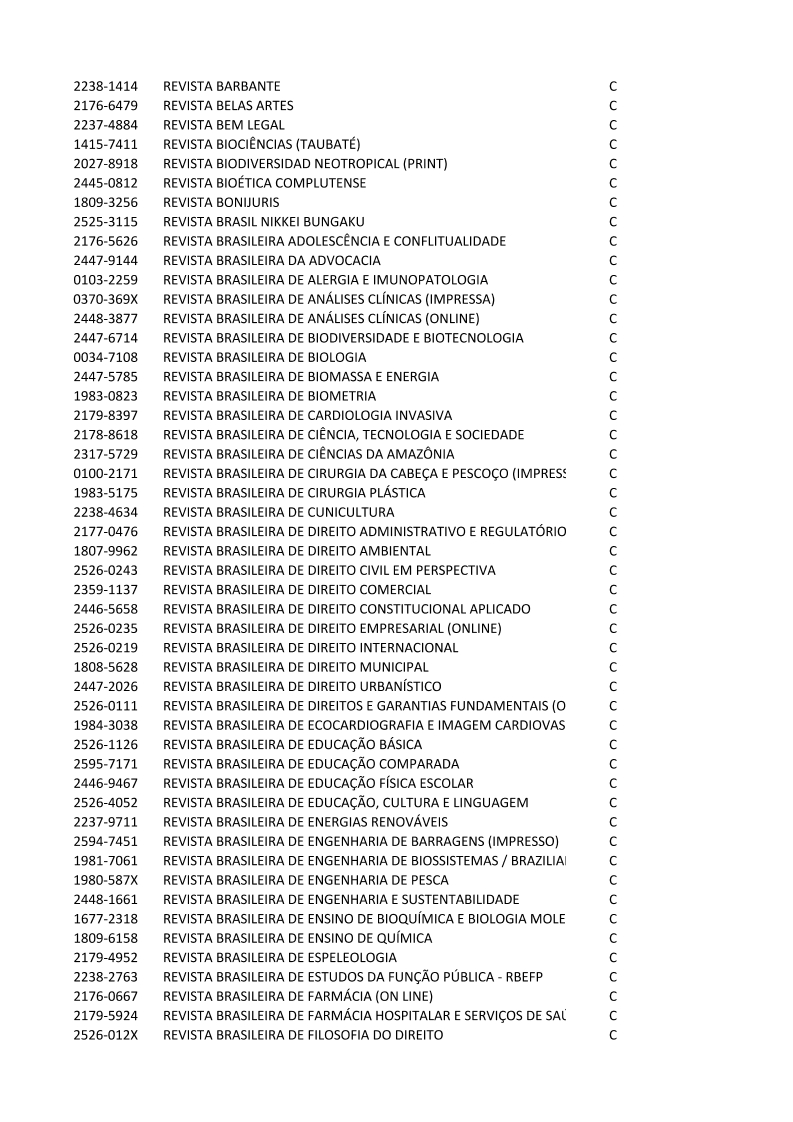 2238-1414 REVISTA BARBANTE C
2176-6479 REVISTA BELAS ARTES C
2237-4884 REVISTA BEM LEGAL C
1415-7411 REVISTA BIOCIÊNCIAS (TAUBATÉ) C
2027-8918 REVISTA BIODIVERSIDAD NEOTROPICAL (PRINT) C
2445-0812 REVISTA BIOÉTICA COMPLUTENSE C
1809-3256 REVISTA BONIJURIS C
2525-3115 REVISTA BRASIL NIKKEI BUNGAKU C
2176-5626 REVISTA BRASILEIRA ADOLESCÊNCIA E CONFLITUALIDADE C
2447-9144 REVISTA BRASILEIRA DA ADVOCACIA C
0103-2259 REVISTA BRASILEIRA DE ALERGIA E IMUNOPATOLOGIA C
0370-369X REVISTA BRASILEIRA DE ANÁLISES CLÍNICAS (IMPRESSA) C
2448-3877 REVISTA BRASILEIRA DE ANÁLISES CLÍNICAS (ONLINE) C
2447-6714 REVISTA BRASILEIRA DE BIODIVERSIDADE E BIOTECNOLOGIA C
0034-7108 REVISTA BRASILEIRA DE BIOLOGIA C
2447-5785 REVISTA BRASILEIRA DE BIOMASSA E ENERGIA C
1983-0823 REVISTA BRASILEIRA DE BIOMETRIA C
2179-8397 REVISTA BRASILEIRA DE CARDIOLOGIA INVASIVA C
2178-8618 REVISTA BRASILEIRA DE CIÊNCIA, TECNOLOGIA E SOCIEDADE C
2317-5729 REVISTA BRASILEIRA DE CIÊNCIAS DA AMAZÔNIA C
0100-2171 REVISTA BRASILEIRA DE CIRURGIA DA CABEÇA E PESCOÇO (IMPRESS C
1983-5175 REVISTA BRASILEIRA DE CIRURGIA PLÁSTICA C
2238-4634 REVISTA BRASILEIRA DE CUNICULTURA C
2177-0476 REVISTA BRASILEIRA DE DIREITO ADMINISTRATIVO E REGULATÓRIO C
1807-9962 REVISTA BRASILEIRA DE DIREITO AMBIENTAL C
2526-0243 REVISTA BRASILEIRA DE DIREITO CIVIL EM PERSPECTIVA C
2359-1137 REVISTA BRASILEIRA DE DIREITO COMERCIAL C
2446-5658 REVISTA BRASILEIRA DE DIREITO CONSTITUCIONAL APLICADO C
2526-0235 REVISTA BRASILEIRA DE DIREITO EMPRESARIAL (ONLINE) C
2526-0219 REVISTA BRASILEIRA DE DIREITO INTERNACIONAL C
1808-5628 REVISTA BRASILEIRA DE DIREITO MUNICIPAL C
2447-2026 REVISTA BRASILEIRA DE DIREITO URBANÍSTICO C
2526-0111 REVISTA BRASILEIRA DE DIREITOS E GARANTIAS FUNDAMENTAIS (O C
1984-3038 REVISTA BRASILEIRA DE ECOCARDIOGRAFIA E IMAGEM CARDIOVAS C
2526-1126 REVISTA BRASILEIRA DE EDUCAÇÃO BÁSICA C
2595-7171 REVISTA BRASILEIRA DE EDUCAÇÃO COMPARADA C
2446-9467 REVISTA BRASILEIRA DE EDUCAÇÃO FÍSICA ESCOLAR C
2526-4052 REVISTA BRASILEIRA DE EDUCAÇÃO, CULTURA E LINGUAGEM C
2237-9711 REVISTA BRASILEIRA DE ENERGIAS RENOVÁVEIS C
2594-7451 REVISTA BRASILEIRA DE ENGENHARIA DE BARRAGENS (IMPRESSO) C
1981-7061 REVISTA BRASILEIRA DE ENGENHARIA DE BIOSSISTEMAS / BRAZILIA C
1980-587X REVISTA BRASILEIRA DE ENGENHARIA DE PESCA C
2448-1661 REVISTA BRASILEIRA DE ENGENHARIA E SUSTENTABILIDADE C
1677-2318 REVISTA BRASILEIRA DE ENSINO DE BIOQUÍMICA E BIOLOGIA MOLE C
1809-6158 REVISTA BRASILEIRA DE ENSINO DE QUÍMICA C
2179-4952 REVISTA BRASILEIRA DE ESPELEOLOGIA C
2238-2763 REVISTA BRASILEIRA DE ESTUDOS DA FUNÇÃO PÚBLICA - RBEFP C
2176-0667 REVISTA BRASILEIRA DE FARMÁCIA (ON LINE) C
2179-5924 REVISTA BRASILEIRA DE FARMÁCIA HOSPITALAR E SERVIÇOS DE SAÚ C
2526-012X REVISTA BRASILEIRA DE FILOSOFIA DO DIREITO C